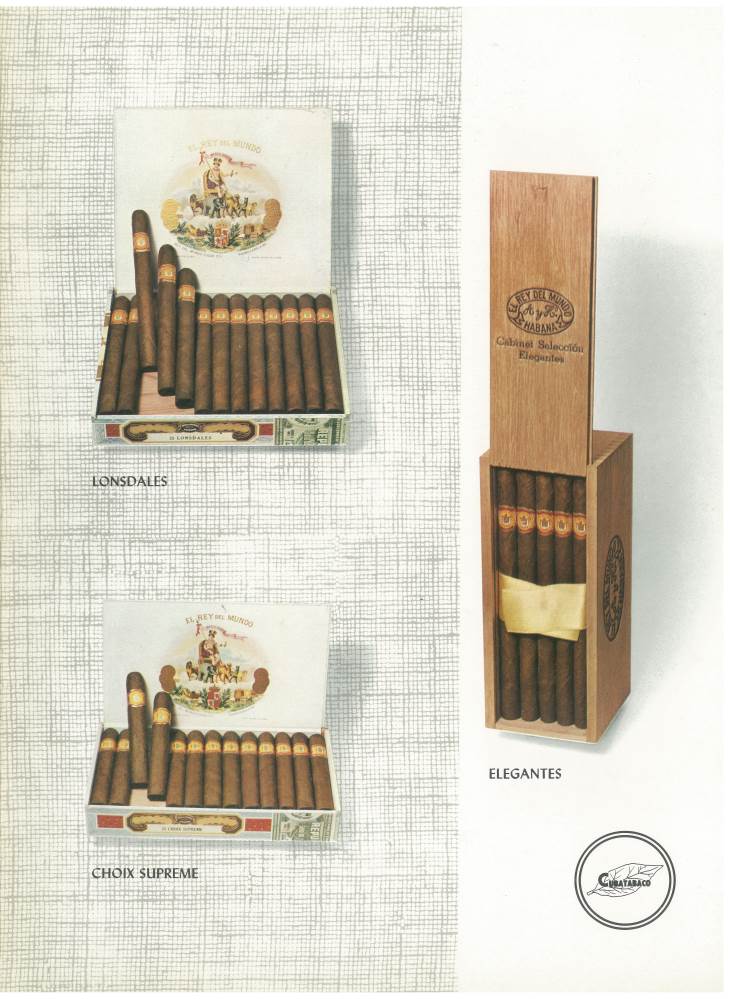 EL REY DEL MUNDO
25 LONSDALES
LONSDALES
EL REY DEL MUNDO
25 CHOIX SUPREME
CHOIX SUPREME
EL REY DEL MUNDO
A y Ca.
HABANA
Cabinet Selección
Elegantes
ELEGANTES
CUBATABACO